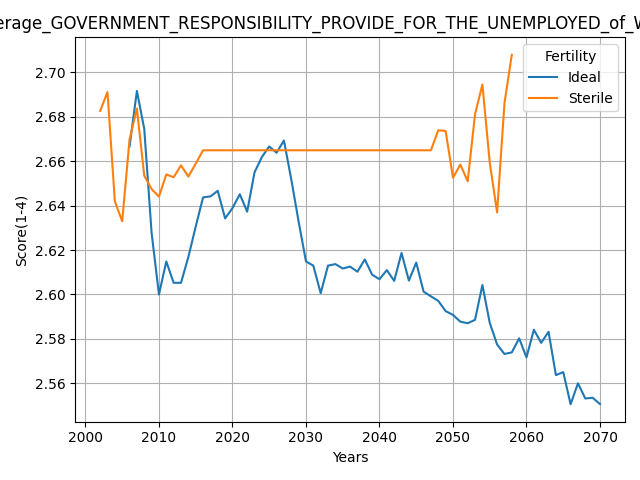 erage_GOVERNMENT_RESPONSIBILITY_PROVIDE_FOR_THE_UNEMPLOYED_of_W
Fertility
Ideal
Sterile
2.70
2.68
2.66
2.64
2.62
2.60
2.58
2.56
Score(1-4)
2000 2010 2020 2030 2040 2050 2060 2070
Years